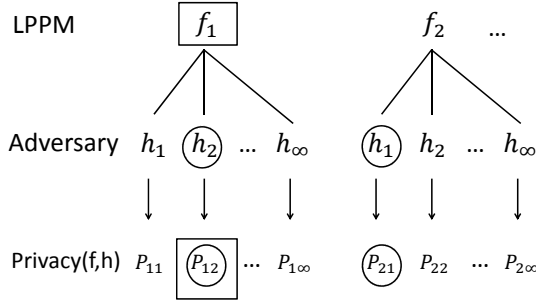 LPPM f₁ f₂ ...
Adversary h₁ h₂ ... h∞ h₁ h₂ ... h∞
Privacy(f,h) P₁₁ P₁₂ ... P₁∞ P₂₁ P₂₂ ... P₂∞